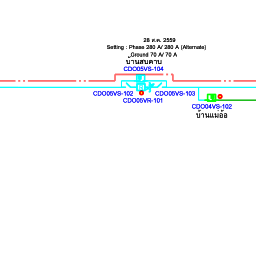 28 ต.ค. 2559
Setting : Phase 280 A/ 280 A (Alternate)
Ground 70 A/ 70 A
บ้านสบคาบ
CDO05VS-104
CDO05VS-102
CDO05VS-103
CDO05VR-101
CDO04VS-102
บ้านแม่อ้อ